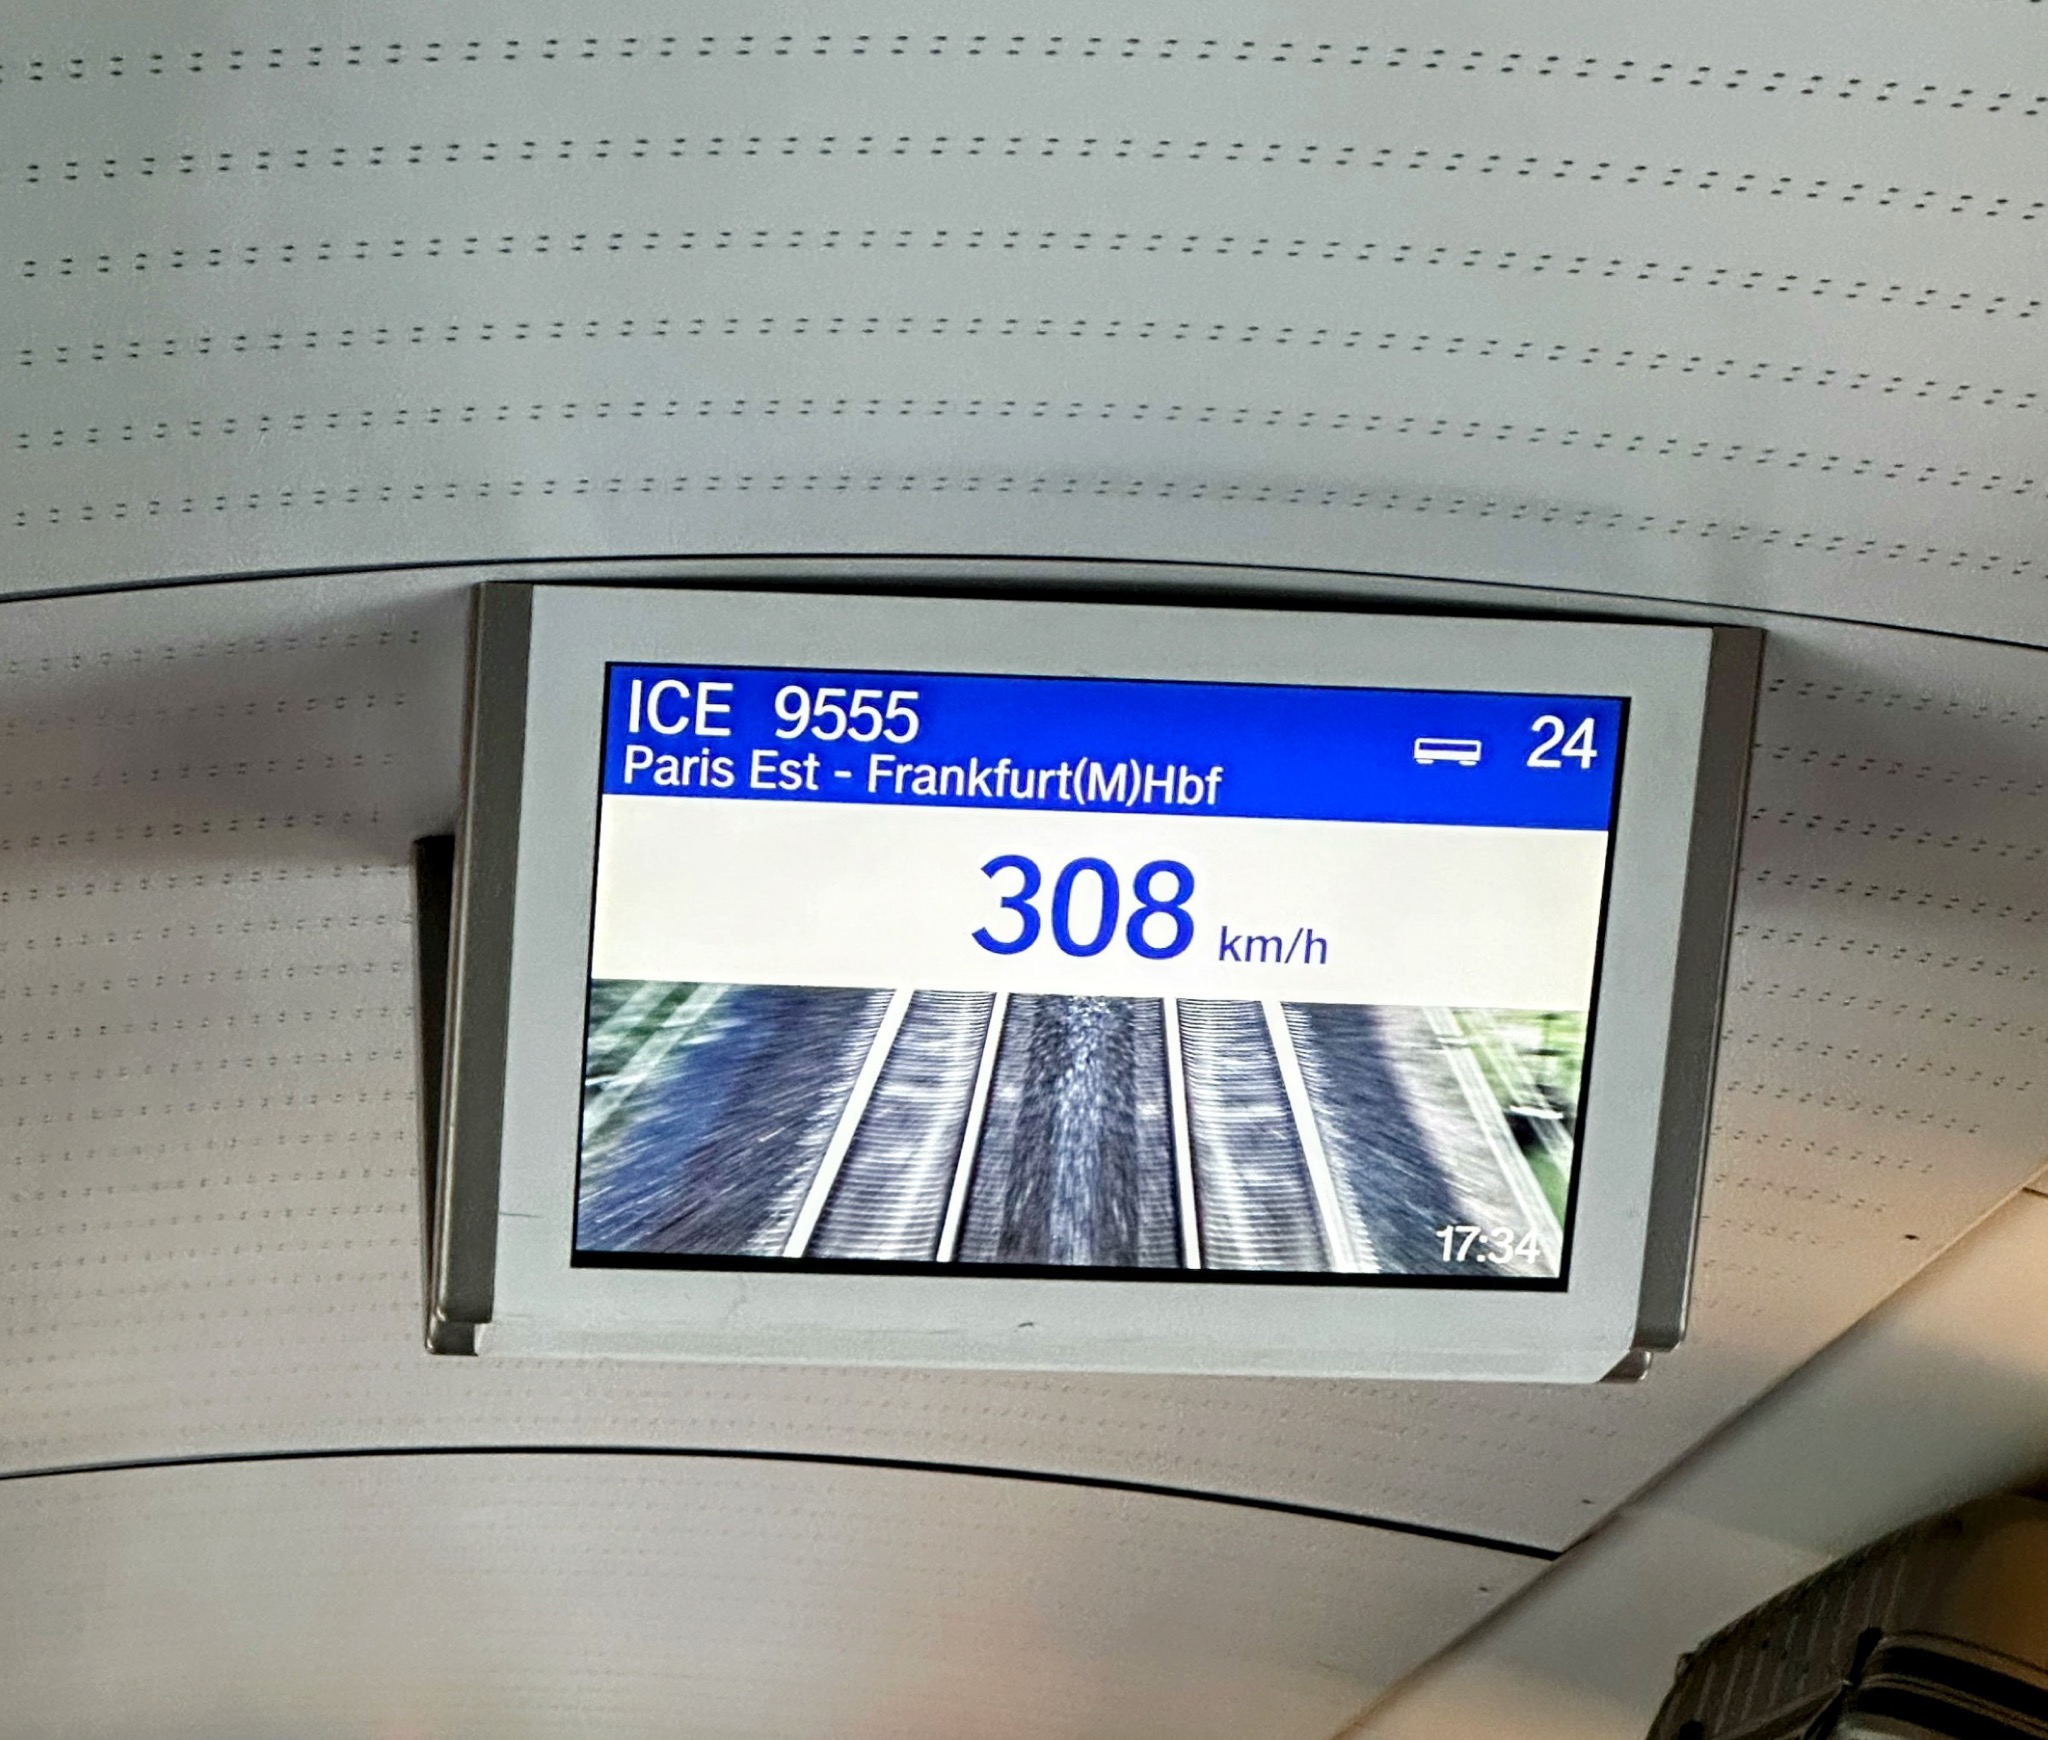 ICE 9555
24
Paris Est - Frankfurt(M)Hbf
308 km/h
17:34